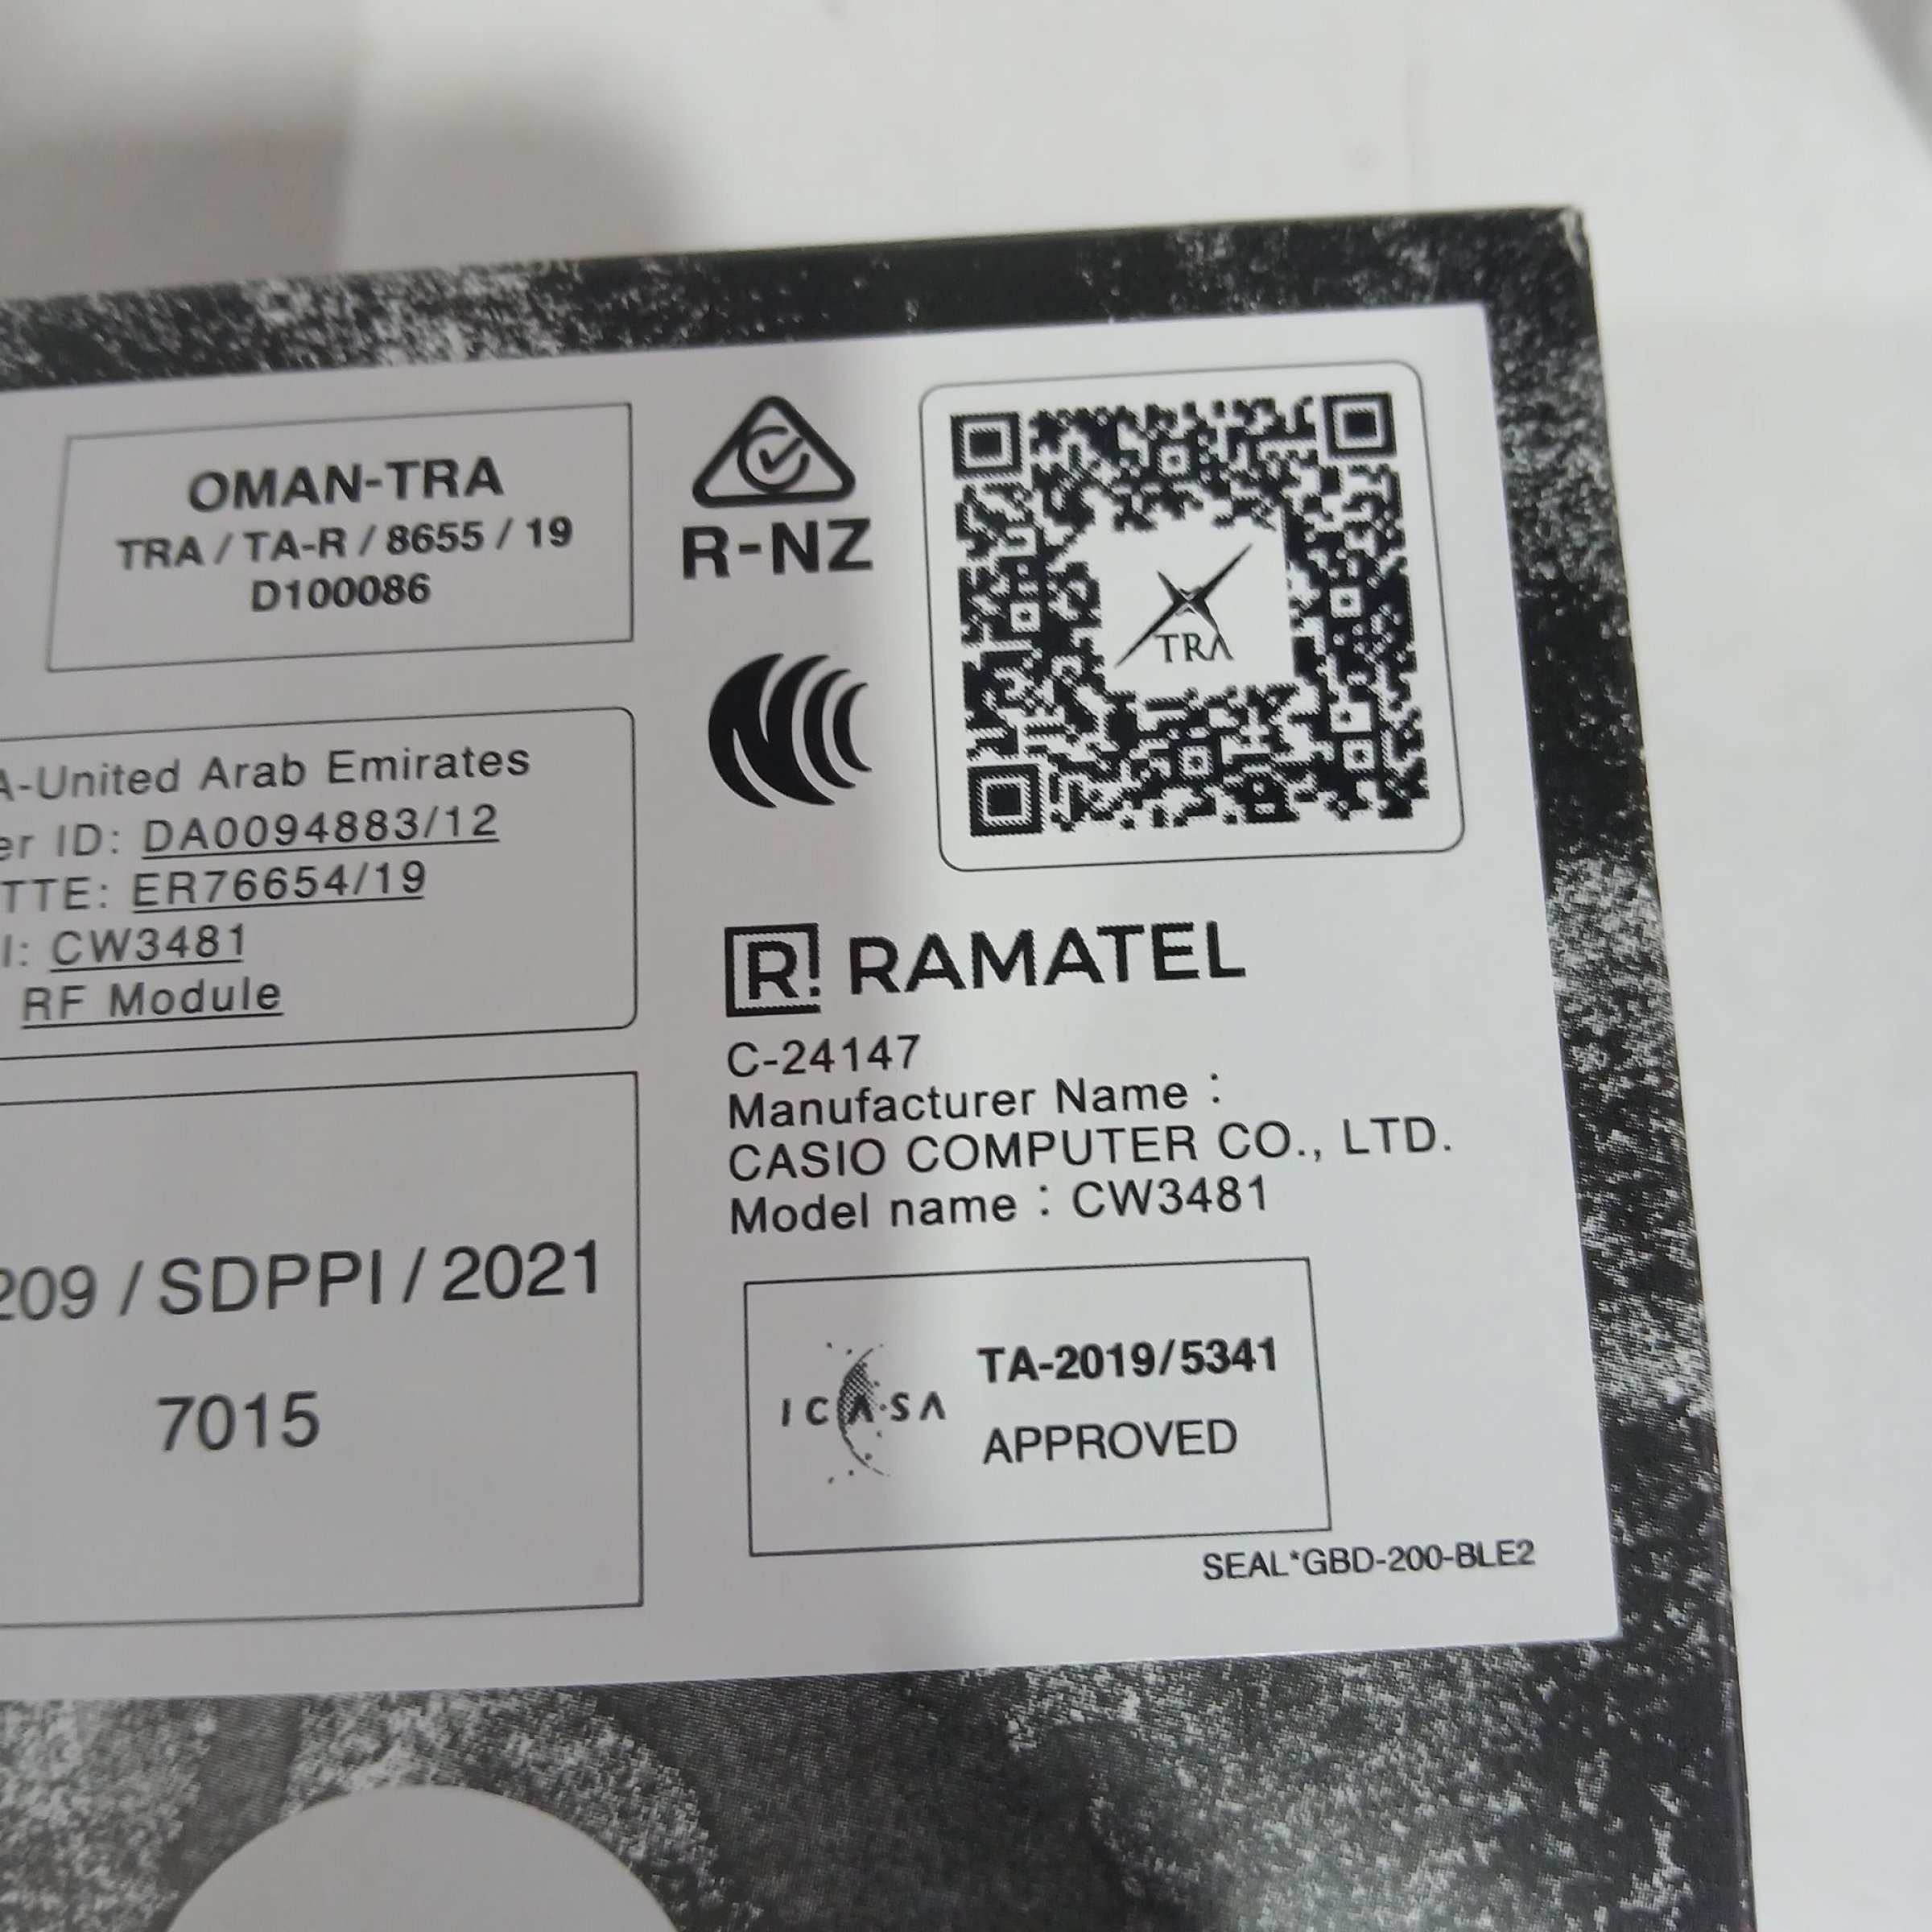 OMAN-TRA
TRA / TA-R / 8655 / 19
D100086
R-NZ
TRA
A-United Arab Emirates
er ID: DA0094883/12
TTE: ER76654/19
l: CW3481
RF Module
R! RAMATEL
C-24147
Manufacturer Name :
CASIO COMPUTER CO., LTD.
Model name : CW3481
209 / SDPPI / 2021
7015
ICASA
TA-2019/5341
APPROVED
SEAL*GBD-200-BLE2